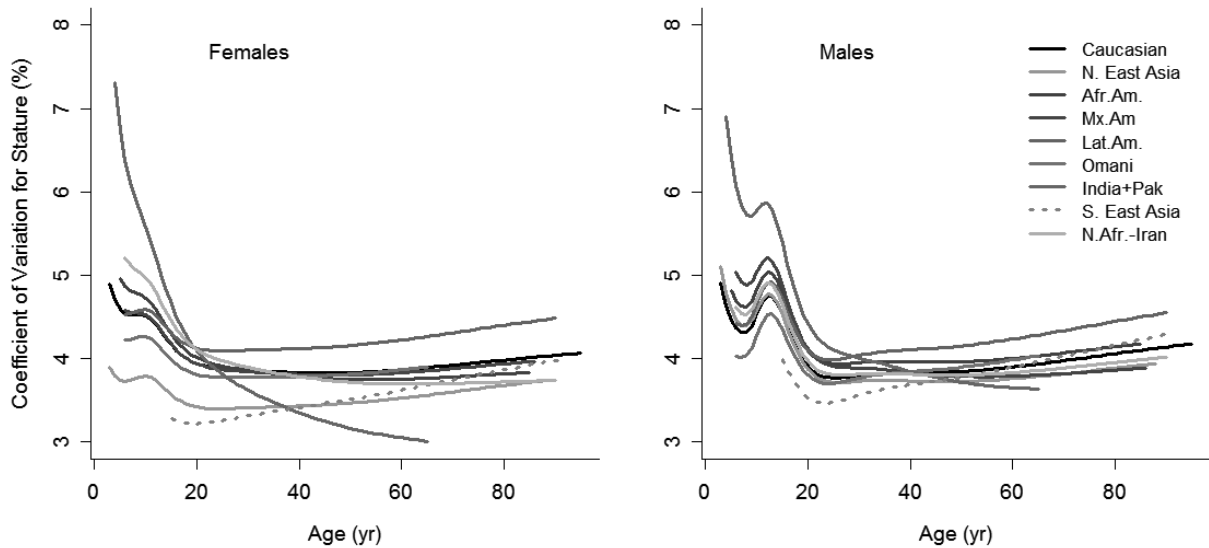 Coefficient of Variation for Stature (%)
8
7
6
5
4
3
Females
0 20 40 60 80
Age (yr)
8
7
6
5
4
3
Males
Caucasian
N. East Asia
Afr.Am.
Mx.Am
Lat.Am.
Omani
India+Pak
S. East Asia
N.Afr.-Iran
0 20 40 60 80
Age (yr)